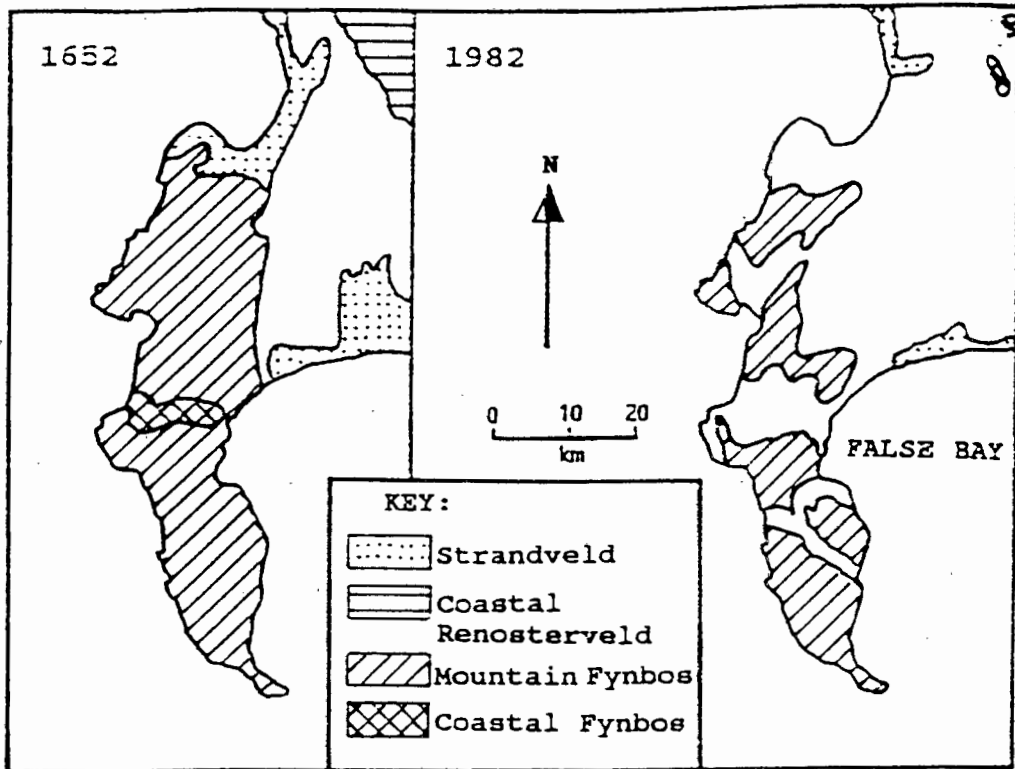 1652
1982
N
0 10 20
km
FALSE BAY
KEY:
Strandveld
Coastal
Renosterveld
Mountain Fynbos
Coastal Fynbos